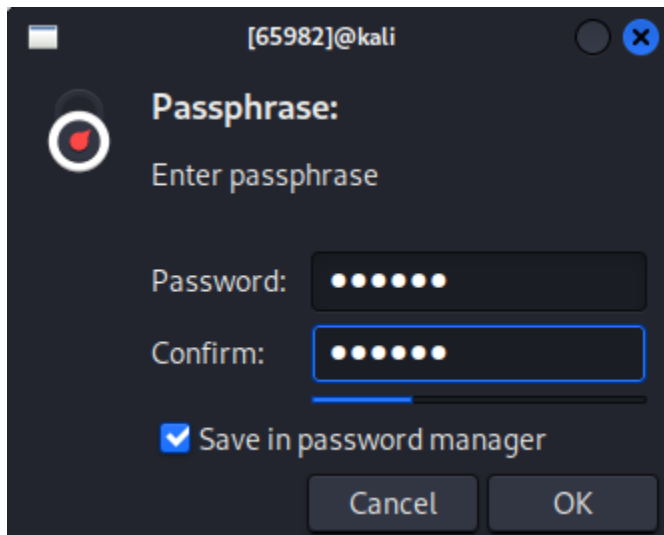 [65982]@kali
Passphrase:
Enter passphrase
Password: ●●●●●●
Confirm: ●●●●●●
Save in password manager
Cancel OK